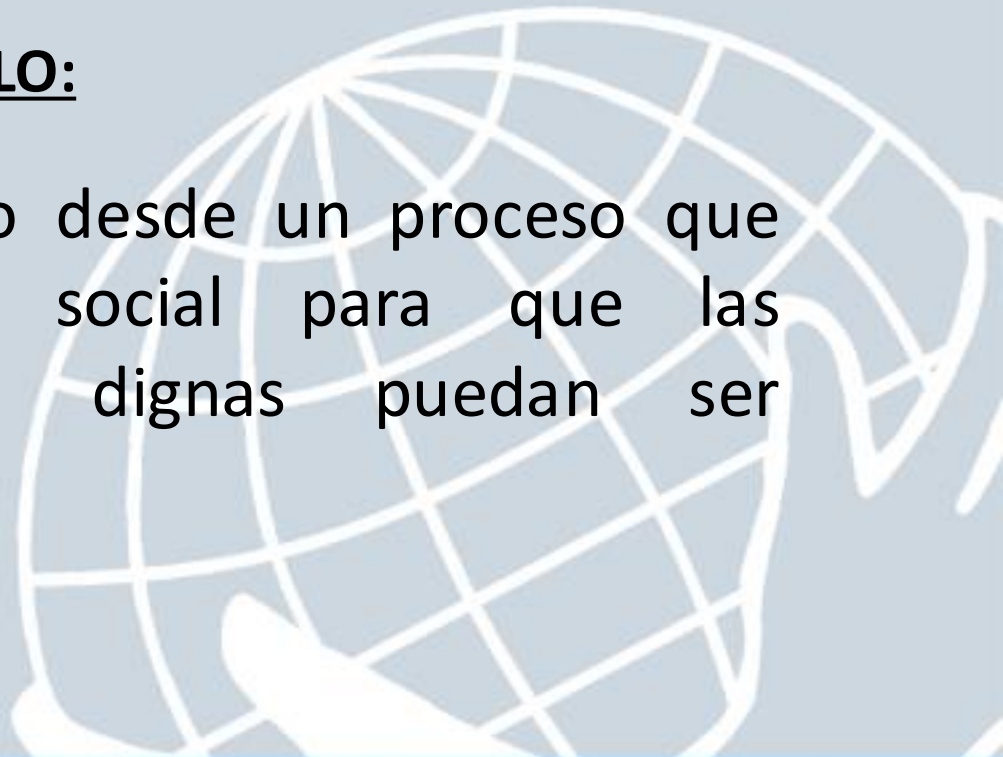 LO:
o desde un proceso que
social para que las
dignas puedan ser